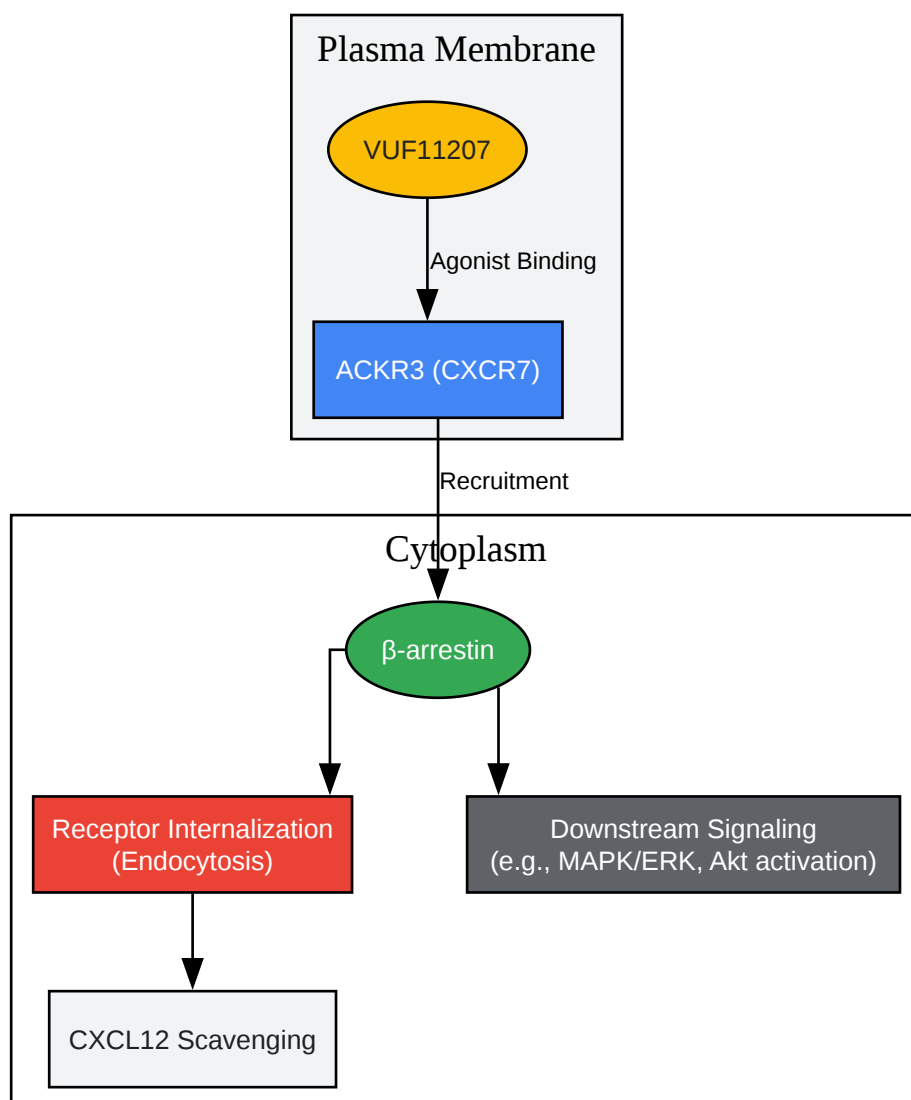 Plasma Membrane
VUF11207
Agonist Binding
ACKR3 (CXCR7)
Recruitment
Cytoplasm
β-arrestin
Receptor Internalization
(Endocytosis)
Downstream Signaling
(e.g., MAPK/ERK, Akt activation)
CXCL12 Scavenging